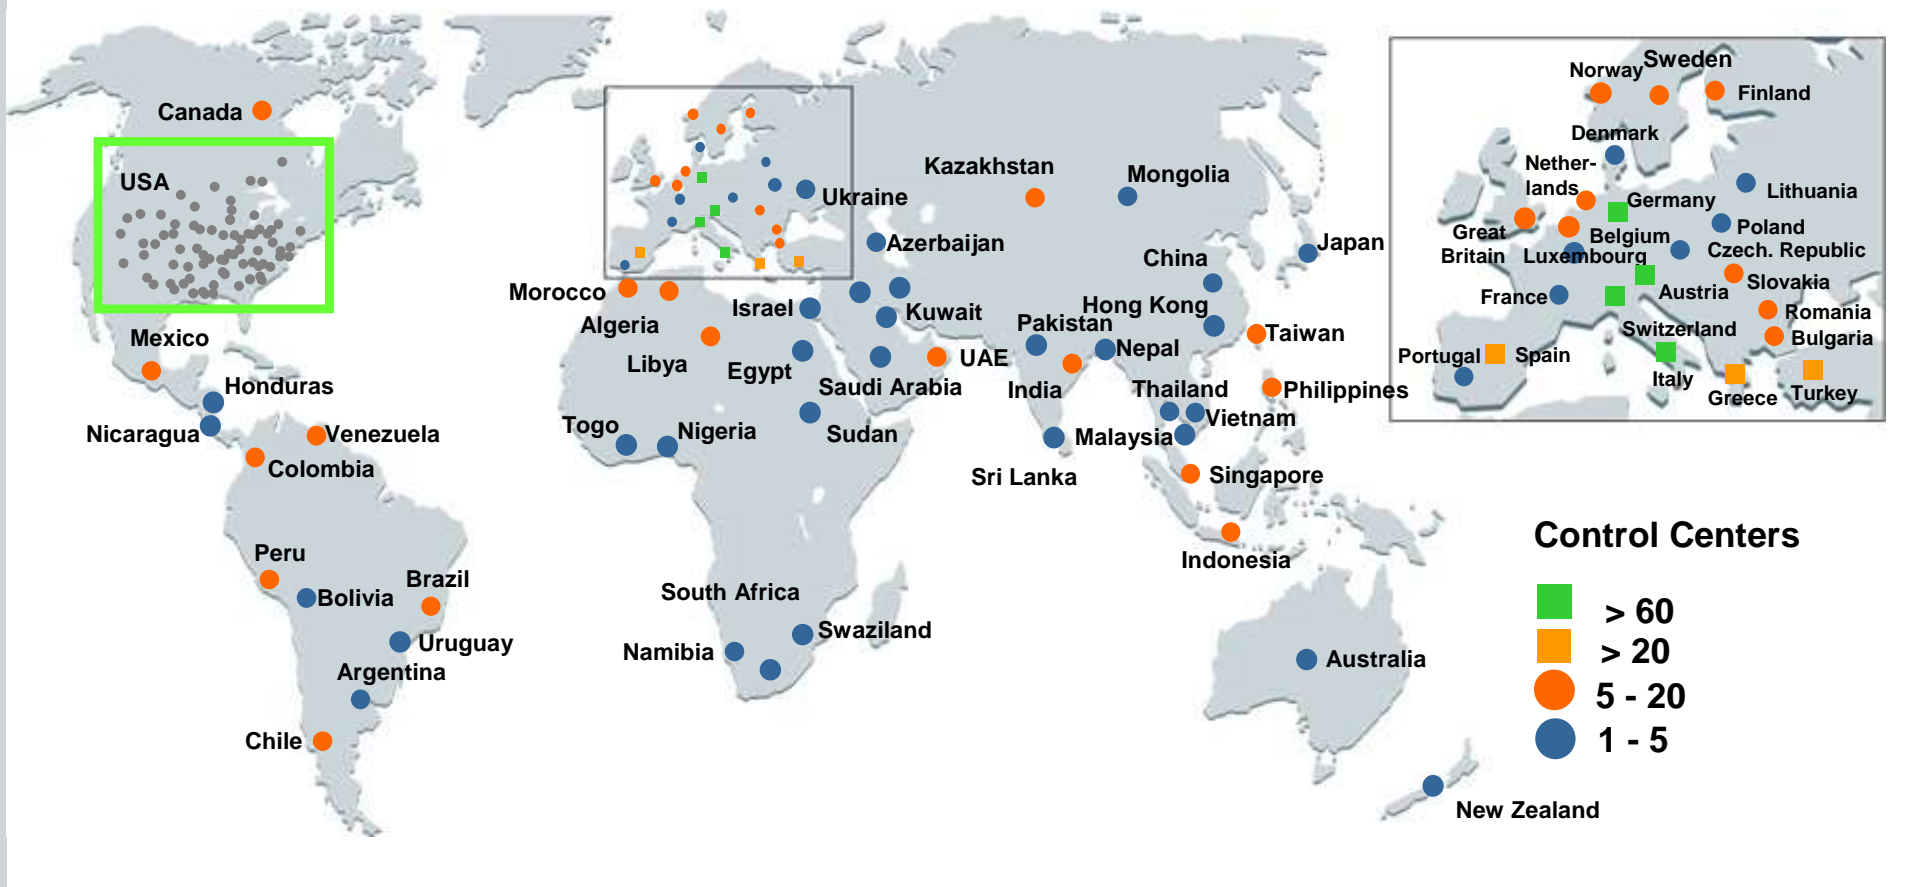 Canada
USA
Mexico
Honduras
Nicaragua
Venezuela
Colombia
Peru
Bolivia
Brazil
Uruguay
Argentina
Chile
Ukraine
Azerbaijan
Kazakhstan
Mongolia
Japan
China
Hong Kong
Taiwan
Morocco
Algeria
Libya
Israel
Kuwait
Egypt
Saudi Arabia
UAE
Pakistan
Nepal
India
Thailand
Philippines
Vietnam
Togo
Nigeria
Sudan
Malaysia
Sri Lanka
Singapore
Indonesia
South Africa
Swaziland
Namibia
Australia
New Zealand
Norway
Sweden
Finland
Denmark
Nether-
lands
Germany
Lithuania
Great
Britain
Belgium
Poland
Luxembourg
Czech. Republic
France
Austria
Slovakia
Romania
Switzerland
Bulgaria
Portugal
Spain
Italy
Greece
Turkey
Control Centers
> 60
> 20
5 - 20
1 - 5